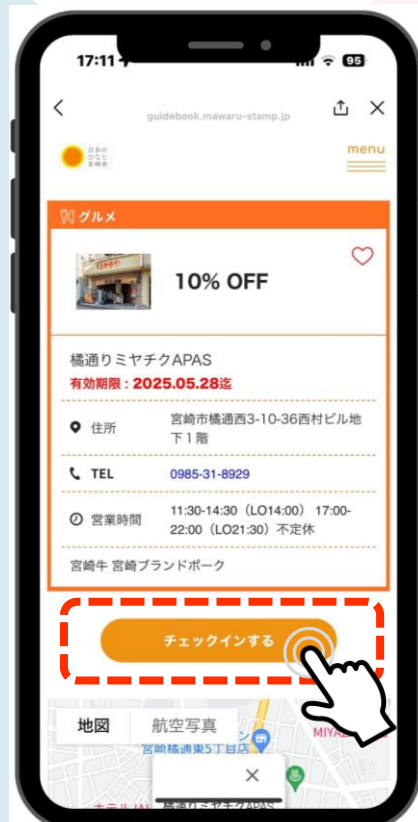 17:11
95
guidebook.mawaru-stamp.jp
日本の
ひなた
宮崎県
menu
グルメ
10% OFF
橘通りミヤチクAPAS
有効期限：2025.05.28迄
住所
宮崎市橘通西3-10-36西村ビル地
下１階
TEL
0985-31-8929
営業時間
11:30-14:30（LO14:00） 17:00-
22:00（LO21:30）不定休
宮崎牛 宮崎ブランドポーク
チェックインする
地図
航空写真
宮崎橘通東5丁目店
橘通りミヤチクAPAS